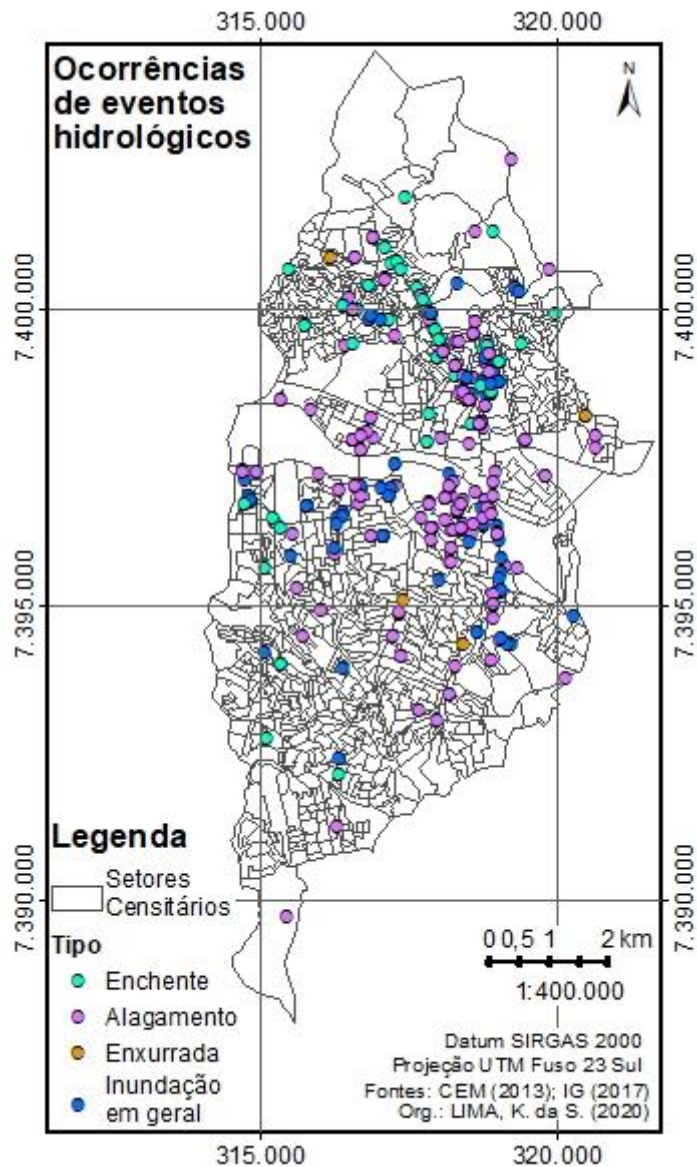 315.000 320.000
Ocorrências
de eventos
hidrológicos
N
7.400.000 7.400.000
7.395.000 7.395.000
7.390.000 7.390.000
Legenda
Setores
Censitários
Tipo
Enchente
Alagamento
Enxurrada
Inundação
em geral
0 0,5 1 2 km
1:400.000
Datum SIRGAS 2000
Projeção UTM Fuso 23 Sul
Fontes: CEM (2013); IG (2017)
Org.: LIMA, K. da S. (2020)
315.000 320.000